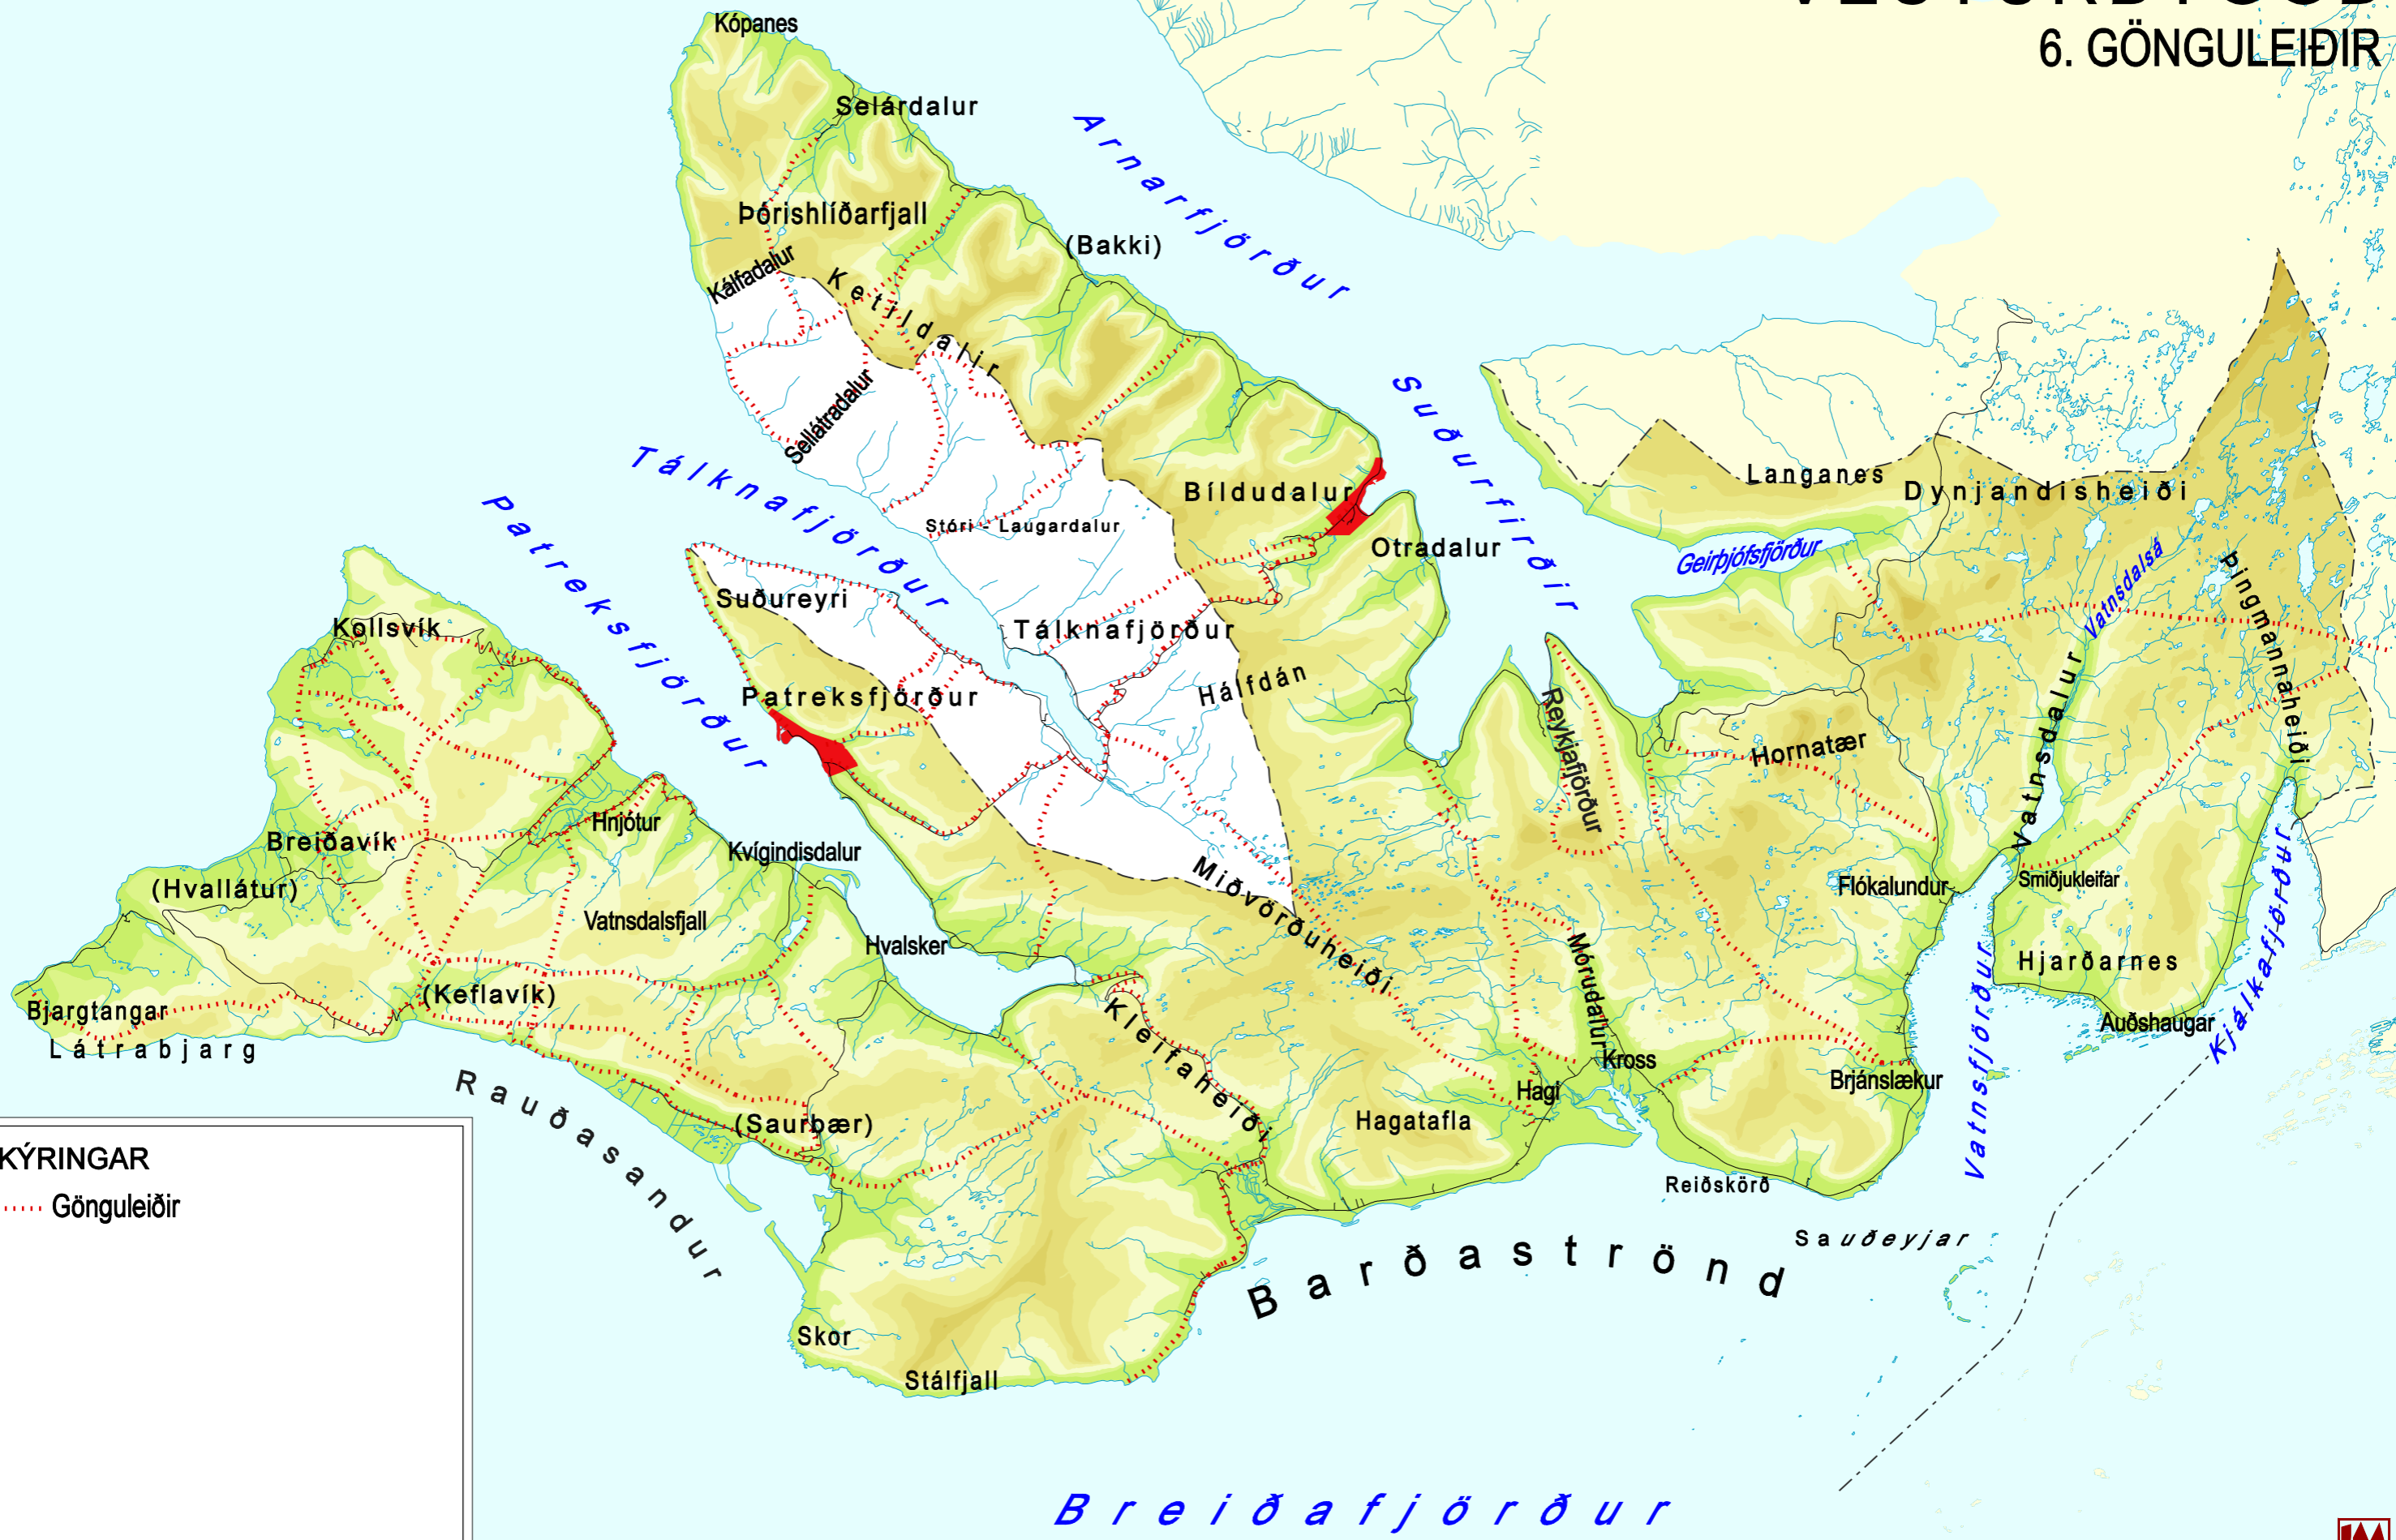 6. GÖNGULEIÐIR
Kópanes
Selárdalur
Arnarfjörður
Þórishlíðarfjall
(Bakki)
Kálfadalur
Ketildalir
Suðurfirðir
Sellátradalur
Tálknafjörður
Patreksfjörður
Langanes
Bíldudalur
Dynjandisheiði
Stóri - Laugardalur
Otradalur
Geirþjófsfjörður
Vatnsdalsá
Þingmannaheiði
Suðureyri
Kollsvík
Tálknafjörður
Hálfdán
Patreksfjörður
Reykjafjörður
Vatnsdalur
Hornatær
Hnjótur
Breiðavík
Kvígindisdalur
Kjálkafjörður
(Hvallátur)
Miðvörðuheiði
Flókalundur
Smiðjukleifar
Vatnsdalsfjall
Hvalsker
Mórudalur
Hjarðarnes
(Keflavík)
Vatnsfjörður
Bjargtangar
Kleifaheiði
Auðshaugar
Látrabjarg
Kross
Rauðasandur
Hagi
Brjánslækur
(Saurbær)
Hagatafla
KÝRINGAR
Gönguleiðir
Reiðskörð
Sauðeyjar
Barðaströnd
Skor
Stálfjall
Breiðafjörður